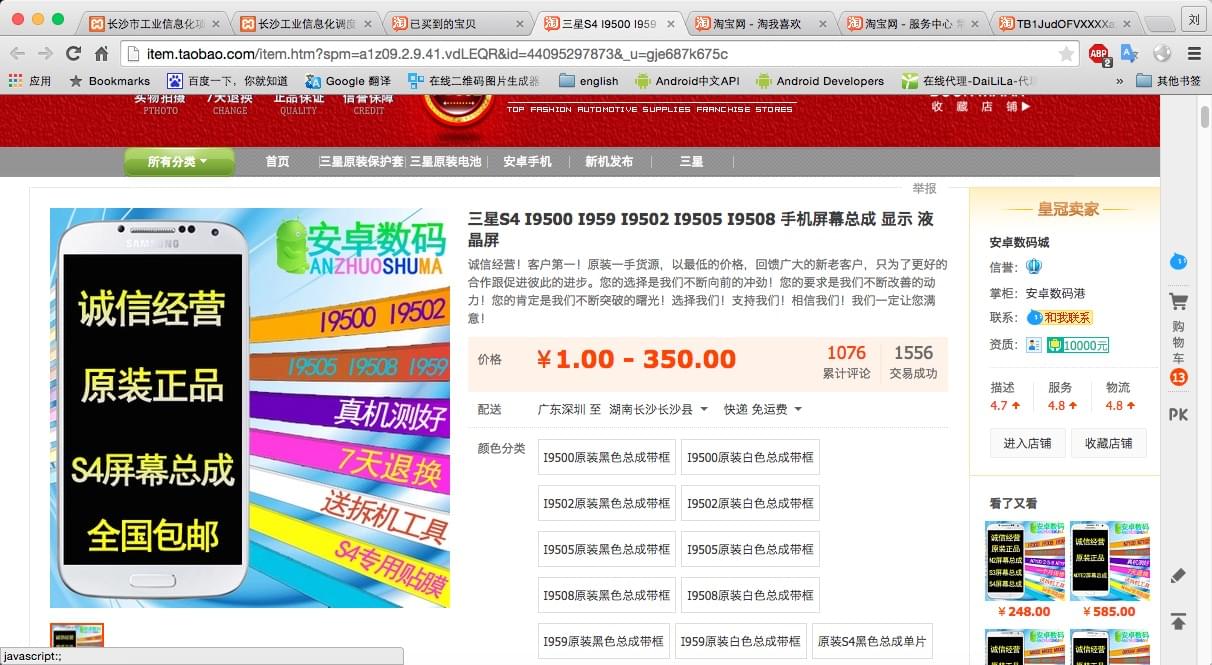 长沙市工业信息化项
长沙工业信息化调度
已买到的宝贝
三星S4 I9500 I959
淘宝网 - 淘我喜欢
淘宝网 - 服务中心
TB1JudOFVXXXXa
刘
item.taobao.com/item.htm?spm=a1z09.2.9.41.vdLEQR&id=44095297873&_u=gje687k675c
ABP
2
应用
Bookmarks
百度一下，你就知道
Google 翻译
在线二维码图片生成器
english
Android中文API
Android Developers
在线代理-DaiLiLa-代
»
其他书签
实物拍摄
7天退换
正品保证
信誉保障
PTHOTO
CHANGE
QUALITY
CREDIT
TOP FASHION AUTOMOTIVE SUPPLIES FRANCHISE STORES
收 藏 店 铺
所有分类
首页
三星原装保护套
三星原装电池
安卓手机
新机发布
三星
举报
SAMSUNG
诚信经营
原装正品
S4屏幕总成
全国包邮
安卓数码
ANZHUOSHUMA
I9500 I9502
I9505 I9508 I959
真机测好
7天退换
送拆机工具
S4专用贴膜
三星S4 I9500 I959 I9502 I9505 I9508 手机屏幕总成 显示 液
晶屏
诚信经营！客户第一！原装一手货源，以最低的价格，回馈广大的新老客户，只为了更好的
合作跟促进彼此的进步。您的选择是我们不断向前的冲劲！您的要求是我们不断改善的动
力！您的肯定是我们不断突破的曙光！选择我们！支持我们！相信我们！我们一定让您满
意！
价格
¥1.00 - 350.00
1076
累计评论
1556
交易成功
配送
广东深圳 至 湖南长沙长沙县
快递 免运费
颜色分类
I9500原装黑色总成带框
I9500原装白色总成带框
I9502原装黑色总成带框
I9502原装白色总成带框
I9505原装黑色总成带框
I9505原装白色总成带框
I9508原装黑色总成带框
I9508原装白色总成带框
I959原装黑色总成带框
I959原装白色总成带框
原装S4黑色总成单片
皇冠卖家
安卓数码城
信誉：
掌柜：安卓数码港
联系：
和我联系
资质：
10000元
描述
服务
物流
4.7
4.8
4.8
进入店铺
收藏店铺
看了又看
¥248.00
¥585.00
购
物
车
13
PK
javascript:;